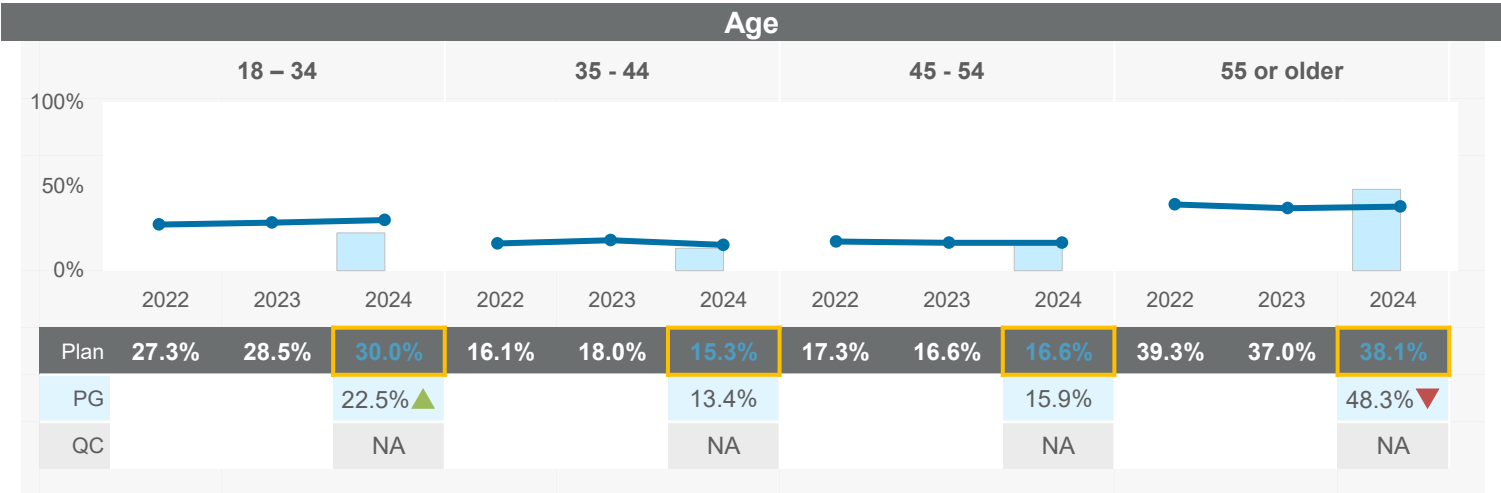 Age
18 – 34 35 - 44 45 - 54 55 or older
100%
50%
0%
2022 2023 2024 2022 2023 2024 2022 2023 2024 2022 2023 2024
Plan 27.3% 28.5% 30.0% 16.1% 18.0% 15.3% 17.3% 16.6% 16.6% 39.3% 37.0% 38.1%
PG 22.5% 13.4% 15.9% 48.3%
QC NA NA NA NA